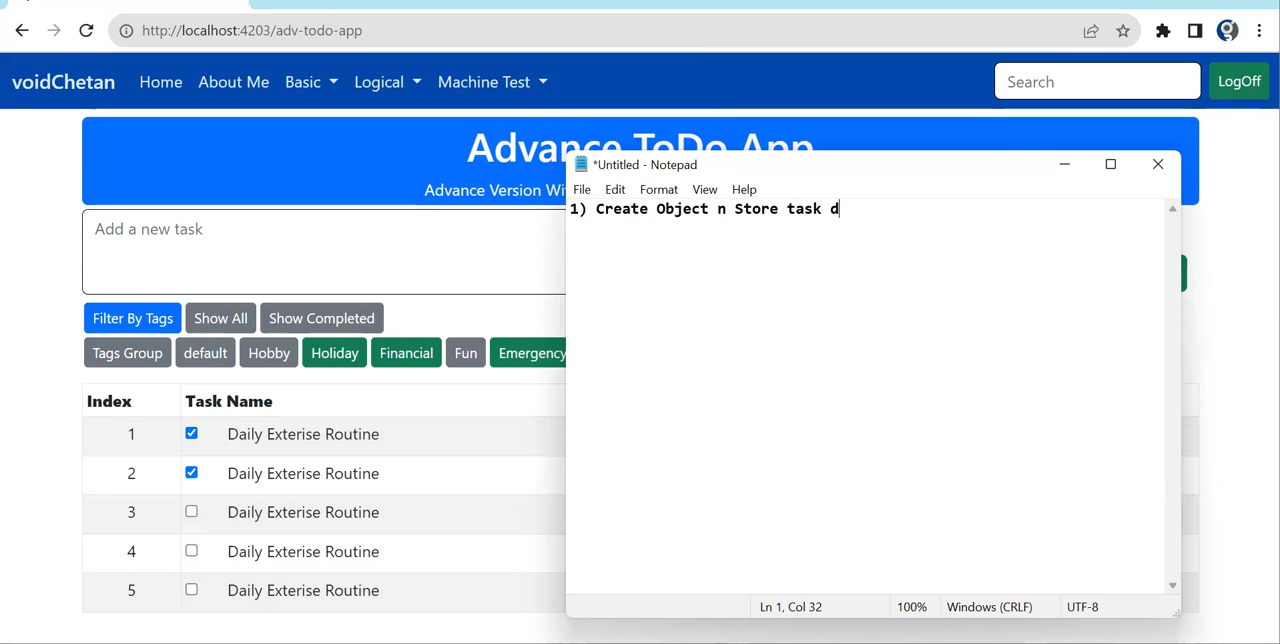 http://localhost:4203/adv-todo-app
voidChetan Home About Me Basic Logical Machine Test Search LogOff
Advance ToDo App
Advance Version
Add a new task
Filter By Tags Show All Show Completed
Tags Group default Hobby Holiday Financial Fun Emergency
Index Task Name
1 Daily Exterise Routine
2 Daily Exterise Routine
3 Daily Exterise Routine
4 Daily Exterise Routine
5 Daily Exterise Routine
*Untitled - Notepad
File Edit Format View Help
1) Create Object n Store task d
Ln 1, Col 32 100% Windows (CRLF) UTF-8